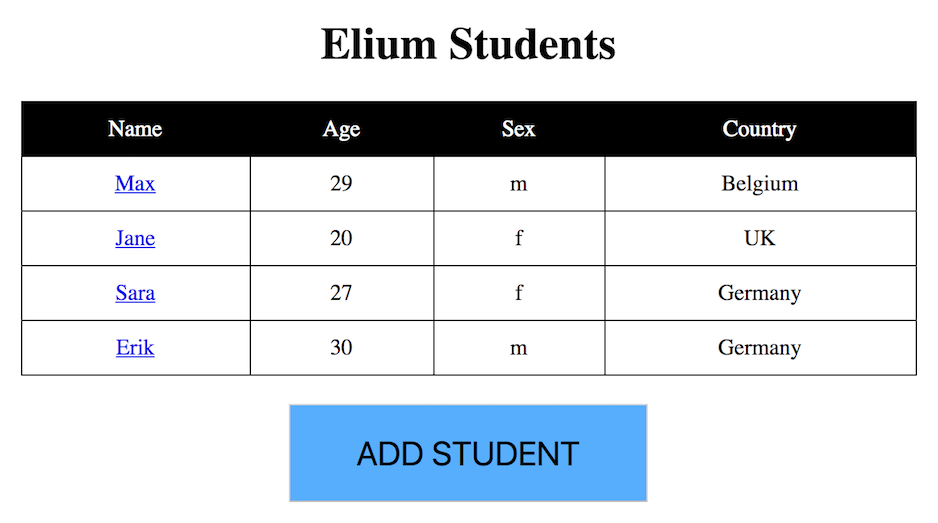 Elium Students
Name Age Sex Country
Max 29 m Belgium
Jane 20 f UK
Sara 27 f Germany
Erik 30 m Germany
ADD STUDENT